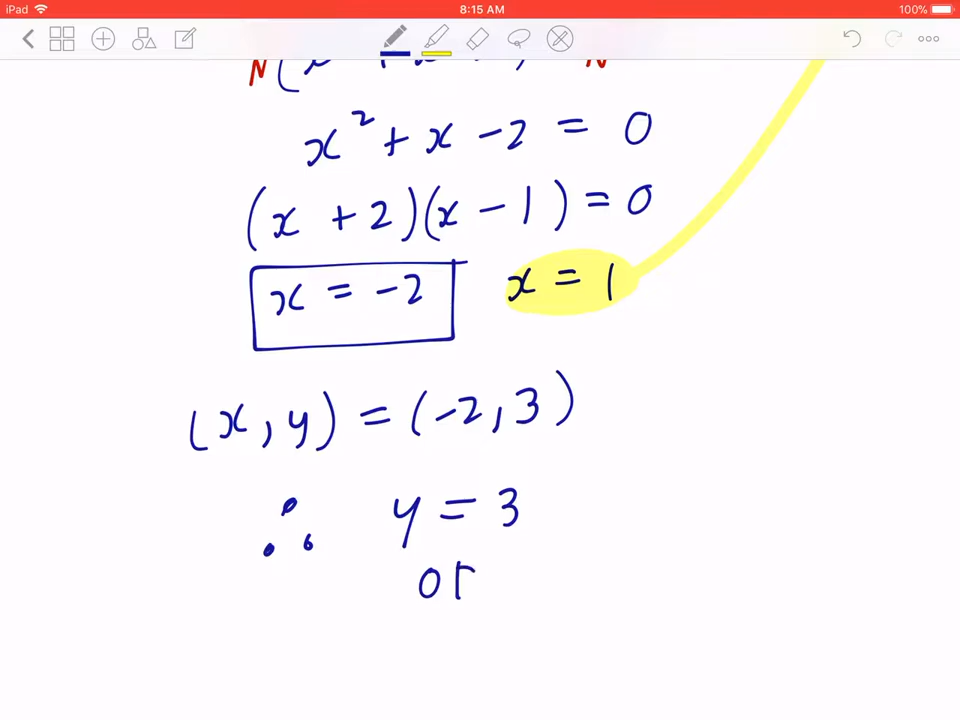 iPad 8:15 AM 100%
x² + x - 2 = 0
(x + 2)(x - 1) = 0
x = -2 x = 1
(x, y) = (-2, 3)
∴ y = 3
or